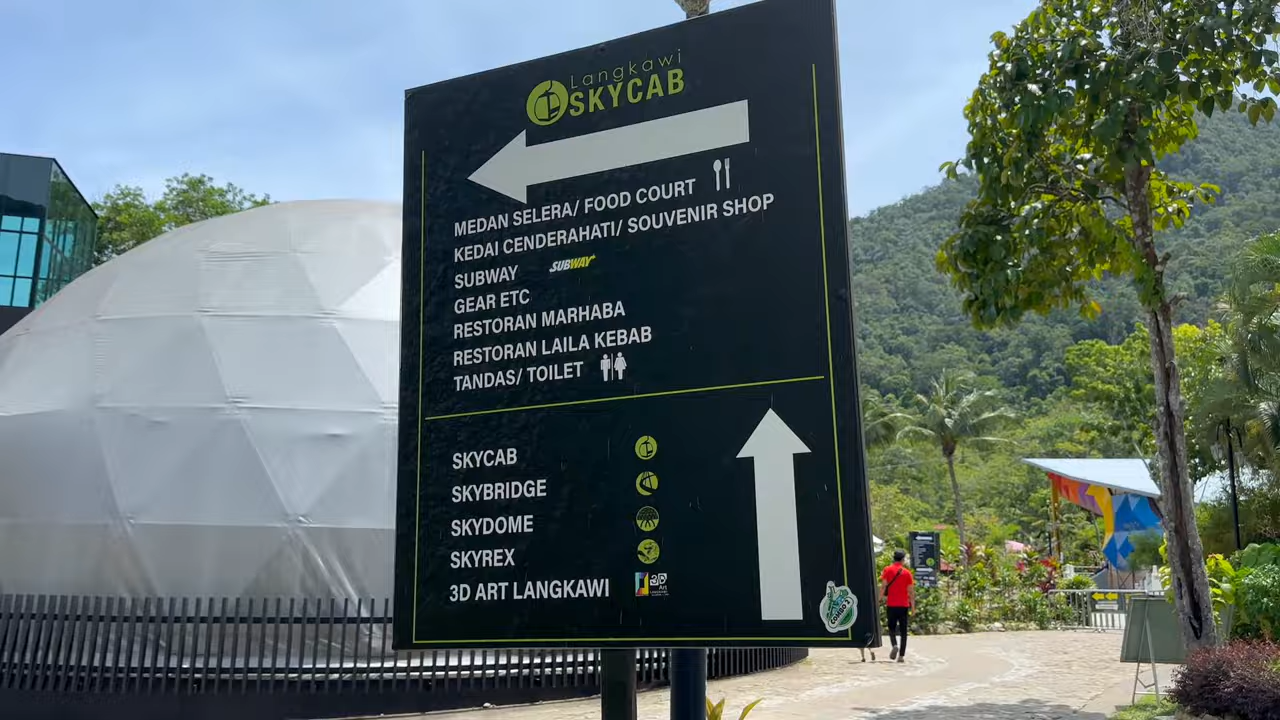 Langkawi
SKYCAB
MEDAN SELERA/ FOOD COURT
KEDAI CENDERAHATI/ SOUVENIR SHOP
SUBWAY SUBWAY
GEAR ETC
RESTORAN MARHABA
RESTORAN LAILA KEBAB
TANDAS/ TOILET
SKYCAB
SKYBRIDGE
SKYDOME
SKYREX
3D ART LANGKAWI